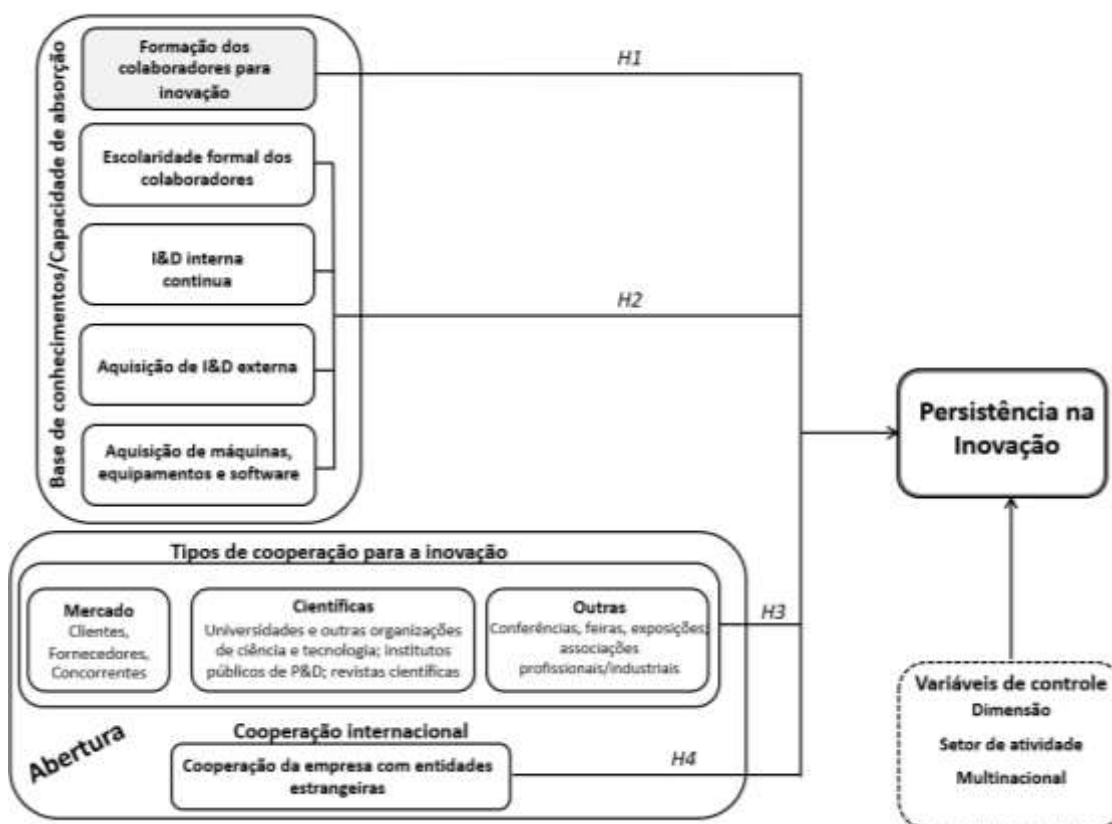 Base de conhecimentos/Capacidade de absorção
Formação dos
colaboradores para
inovação
H1
Escolaridade formal dos
colaboradores
I&D interna
continua
H2
Aquisição de I&D externa
Aquisição de máquinas,
equipamentos e software
Persistência na
Inovação
Tipos de cooperação para a inovação
Mercado
Clientes,
Fornecedores,
Concorrentes
Científicas
Universidades e outras organizações
de ciência e tecnologia; institutos
públicos de P&D; revistas científicas
Outras
Conferências, feiras, exposições;
associações
profissionais/industriais
H3
Abertura
Cooperação internacional
Cooperação da empresa com entidades
estrangeiras
H4
Variáveis de controle
Dimensão
Setor de atividade
Multinacional